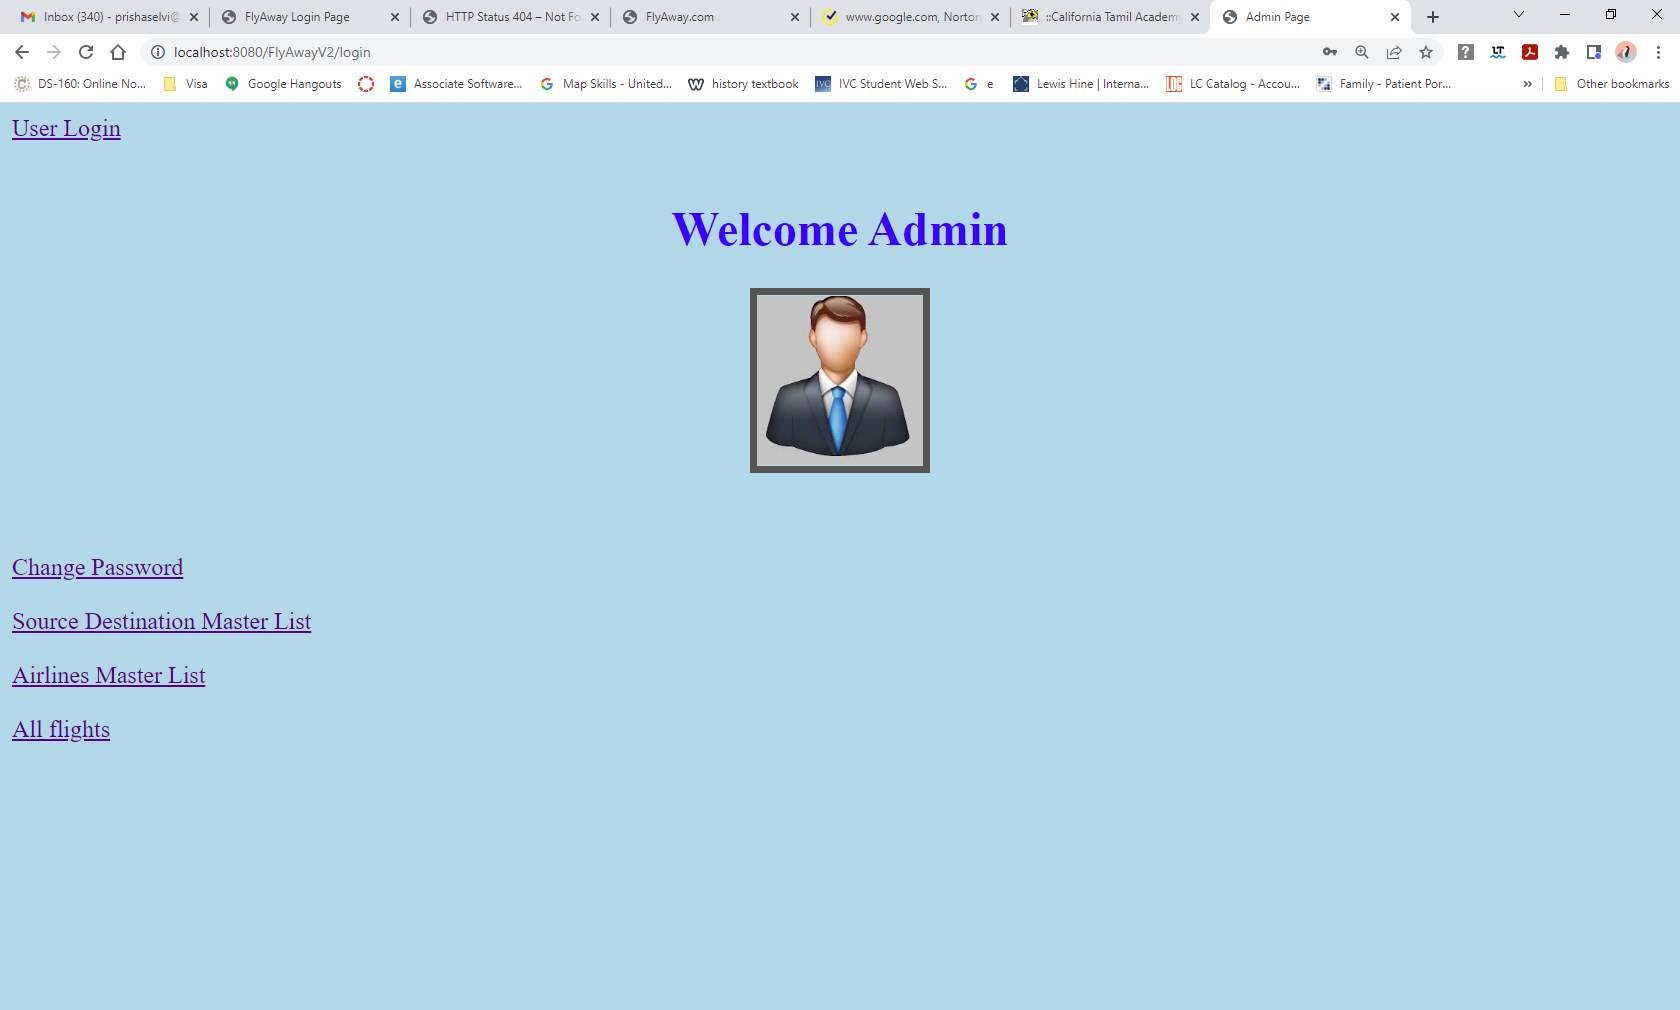 Inbox (340) - prishaselvi@
FlyAway Login Page
HTTP Status 404 – Not Fo
FlyAway.com
www.google.com, Norton
::California Tamil Academy
Admin Page
localhost:8080/FlyAwayV2/login
DS-160: Online No...
Visa
Google Hangouts
Associate Software...
Map Skills - United...
history textbook
IVC Student Web S...
e
Lewis Hine | Interna...
LC Catalog - Accou...
Family - Patient Por...
Other bookmarks
User Login
Welcome Admin
Change Password
Source Destination Master List
Airlines Master List
All flights